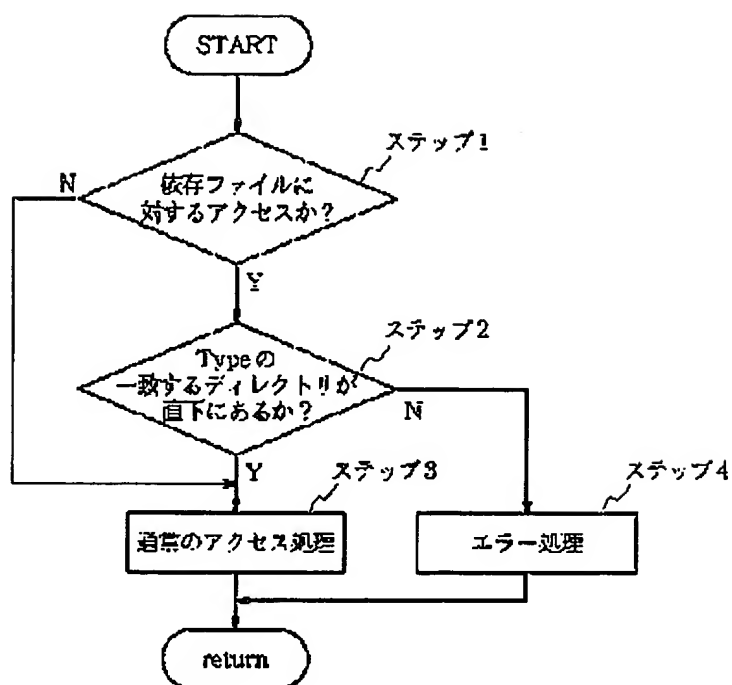 START
ステップ1
N
依存ファイルに
対するアクセスか?
Y
ステップ2
Typeの
一致するディレクトリが
直下にあるか?
N
Y
ステップ3
ステップ4
通常のアクセス処理
エラー処理
return